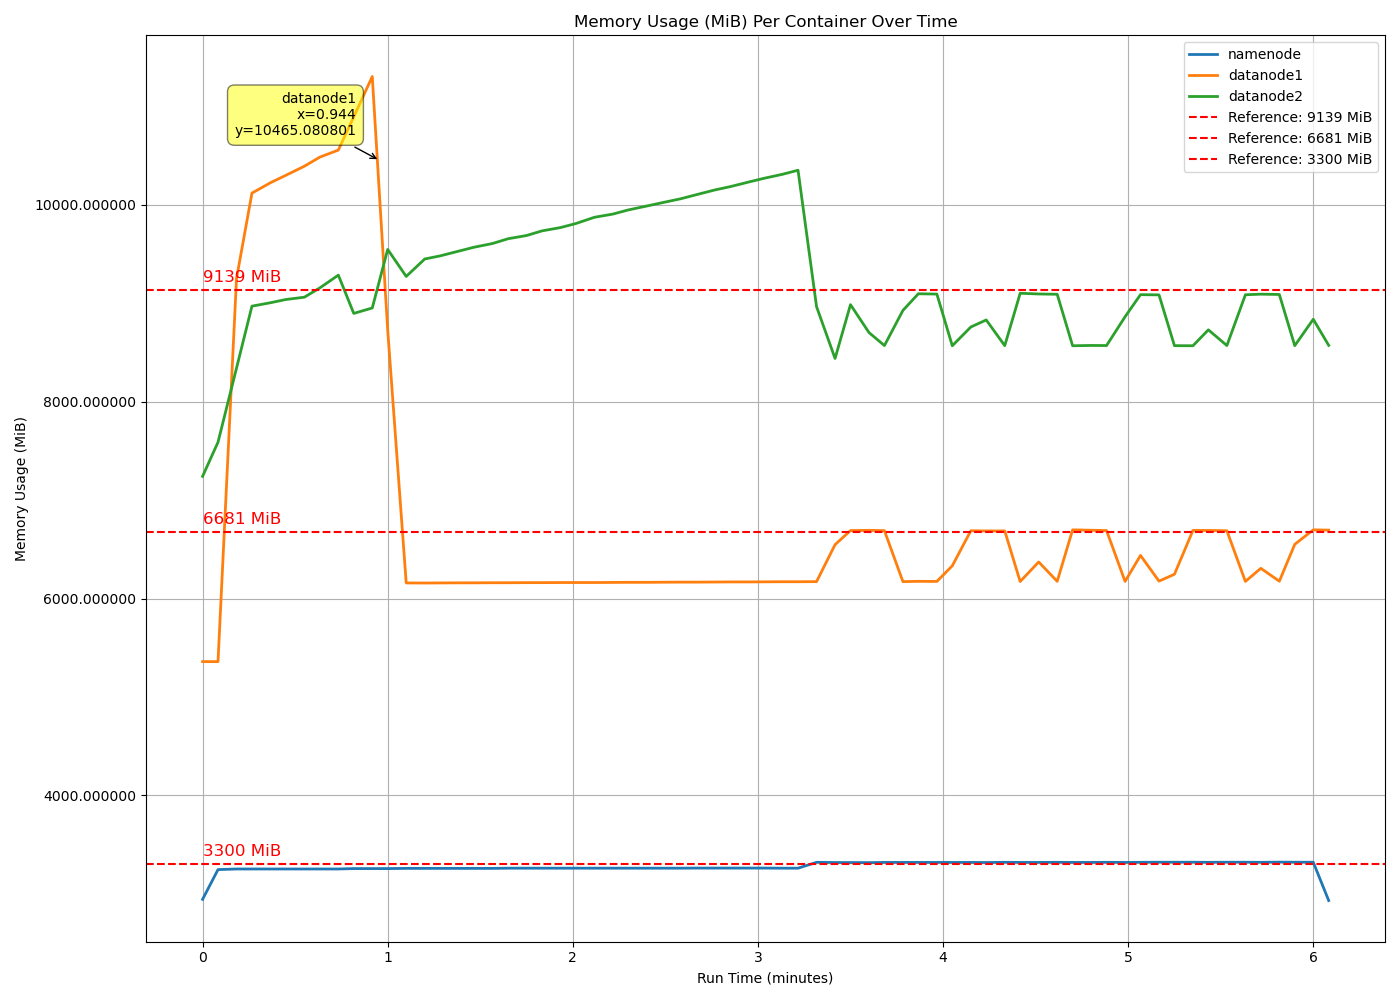 Memory Usage (MiB) Per Container Over Time
namenode
datanode1
datanode2
Reference: 9139 MiB
Reference: 6681 MiB
Reference: 3300 MiB
datanode1
x=0.944
y=10465.080801
10000.000000
8000.000000
6000.000000
4000.000000
Memory Usage (MiB)
9139 MiB
6681 MiB
3300 MiB
0
1
2
3
4
5
6
Run Time (minutes)